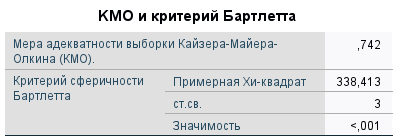 КМО и критерий Бартлетта
Мера адекватности выборки Кайзера-Майера-
Олкина (КМО). ,742
Критерий сферичности
Бартлетта
Примерная Хи-квадрат 338,413
ст.св. 3
Значимость <,001